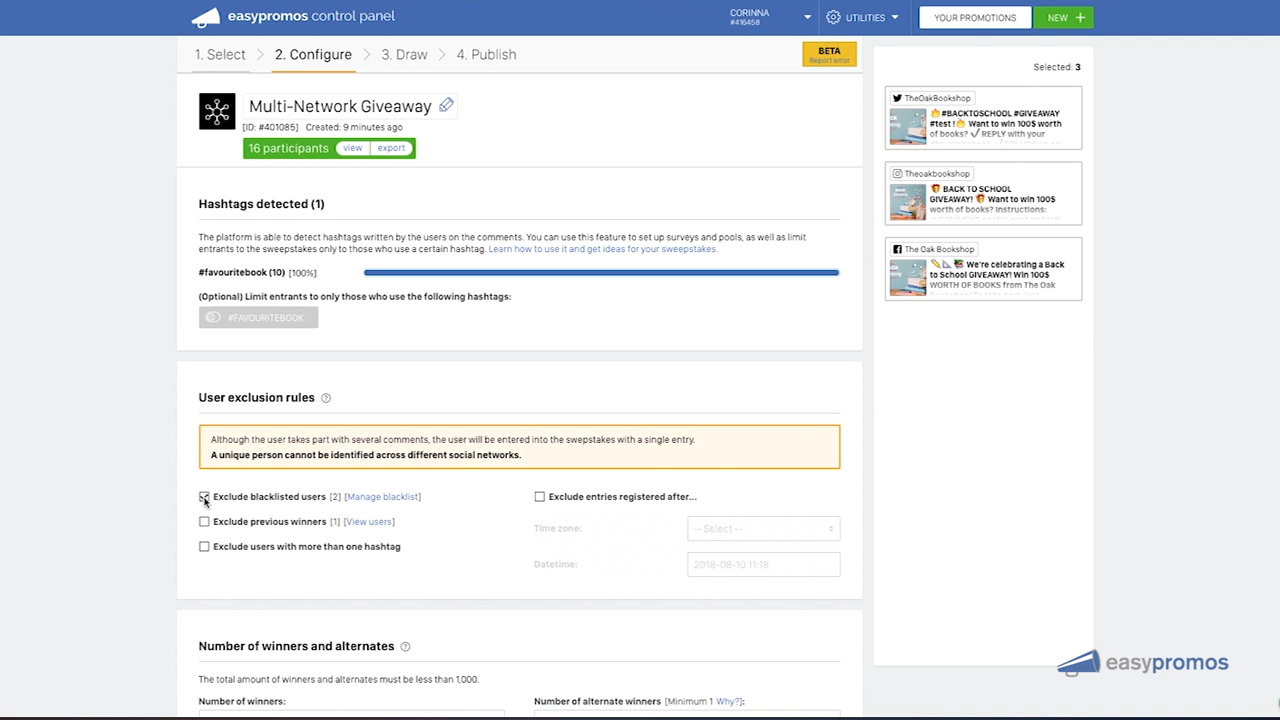 easypromos control panel
CORINNA
#416458
UTILITIES
YOUR PROMOTIONS
NEW +
1. Select
2. Configure
3. Draw
4. Publish
BETA
Report error
Multi-Network Giveaway
[ID: #401085] Created: 9 minutes ago
16 participants view export
Hashtags detected (1)
The platform is able to detect hashtags written by the users on the comments. You can use this feature to set up surveys and pools, as well as limit
entrants to the sweepstakes only to those who use a certain hashtag. Learn how to use it and get ideas for your sweepstakes.
#favouritebook (10) [100%]
(Optional) Limit entrants to only those who use the following hashtags:
#FAVOURITEBOOK
User exclusion rules
Although the user takes part with several comments, the user will be entered into the swepstakes with a single entry.
A unique person cannot be identified across different social networks.
Exclude blacklisted users [2] [Manage blacklist]
Exclude previous winners [1] [View users]
Exclude users with more than one hashtag
Exclude entries registered after...
Time zone: -- Select --
Datetime: 2018-08-10 11:18
Number of winners and alternates
The total amount of winners and alternates must be less than 1,000.
Number of winners:
Number of alternate winners [Minimum 1 Why?]:
Selected: 3
TheOakBookshop
🔥#BACKTOSCHOOL #GIVEAWAY
#test !🔥 Want to win 100$ worth
of books? ✓ REPLY with your
Theoakbookshop
BACK TO SCHOOL
GIVEAWAY! Want to win 100$
worth of books? Instructions:
The Oak Bookshop
We're celebrating a Back
to School GIVEAWAY! Win 100$
WORTH OF BOOKS from The Oak
easypromos